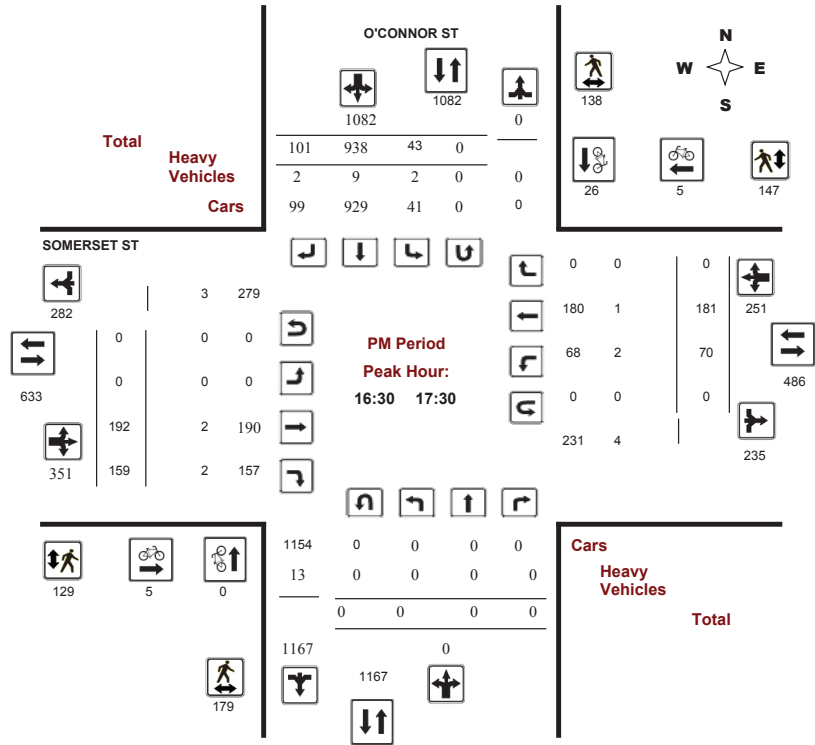 O'CONNOR ST
N
W E
S
1082
138
1082 0
Total 101 938 43 0
Heavy
Vehicles 2 9 2 0 0
26 5 147
Cars 99 929 41 0 0
SOMERSET ST
0 0 0
282 3 279 251
180 1 181
0 0 0
PM Period
68 2 70
Peak Hour:
633 486
0 0 0
16:30 17:30
0 0 0
192 2 190
231 4
235
351 159 2 157
1154 0 0 0 0 Cars
13 0 0 0 0 Heavy
Vehicles
129 5 0
0 0 0 0 Total
1167 0
1167
179